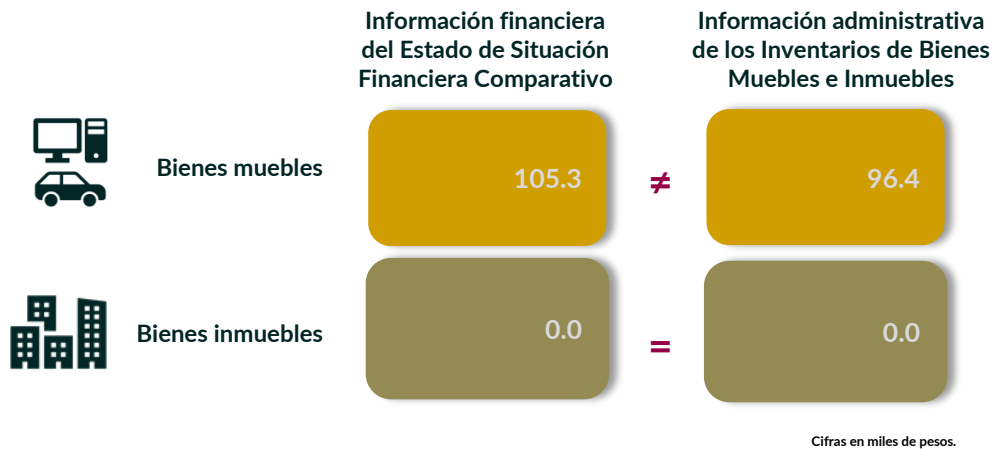 Información financiera
del Estado de Situación
Financiera Comparativo
Información administrativa
de los Inventarios de Bienes
Muebles e Inmuebles
Bienes muebles
105.3
≠
96.4
Bienes inmuebles
0.0
=
0.0
Cifras en miles de pesos.